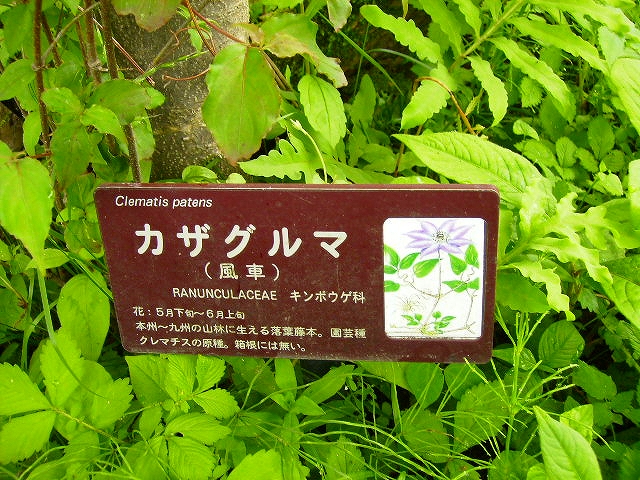 Clematis patens
カザグルマ
（風車）
RANUNCULACEAE キンポウゲ科
花：5月下旬～6月上旬
本州～九州の山林に生える落葉藤本。園芸種
クレマチスの原種。箱根には無い。